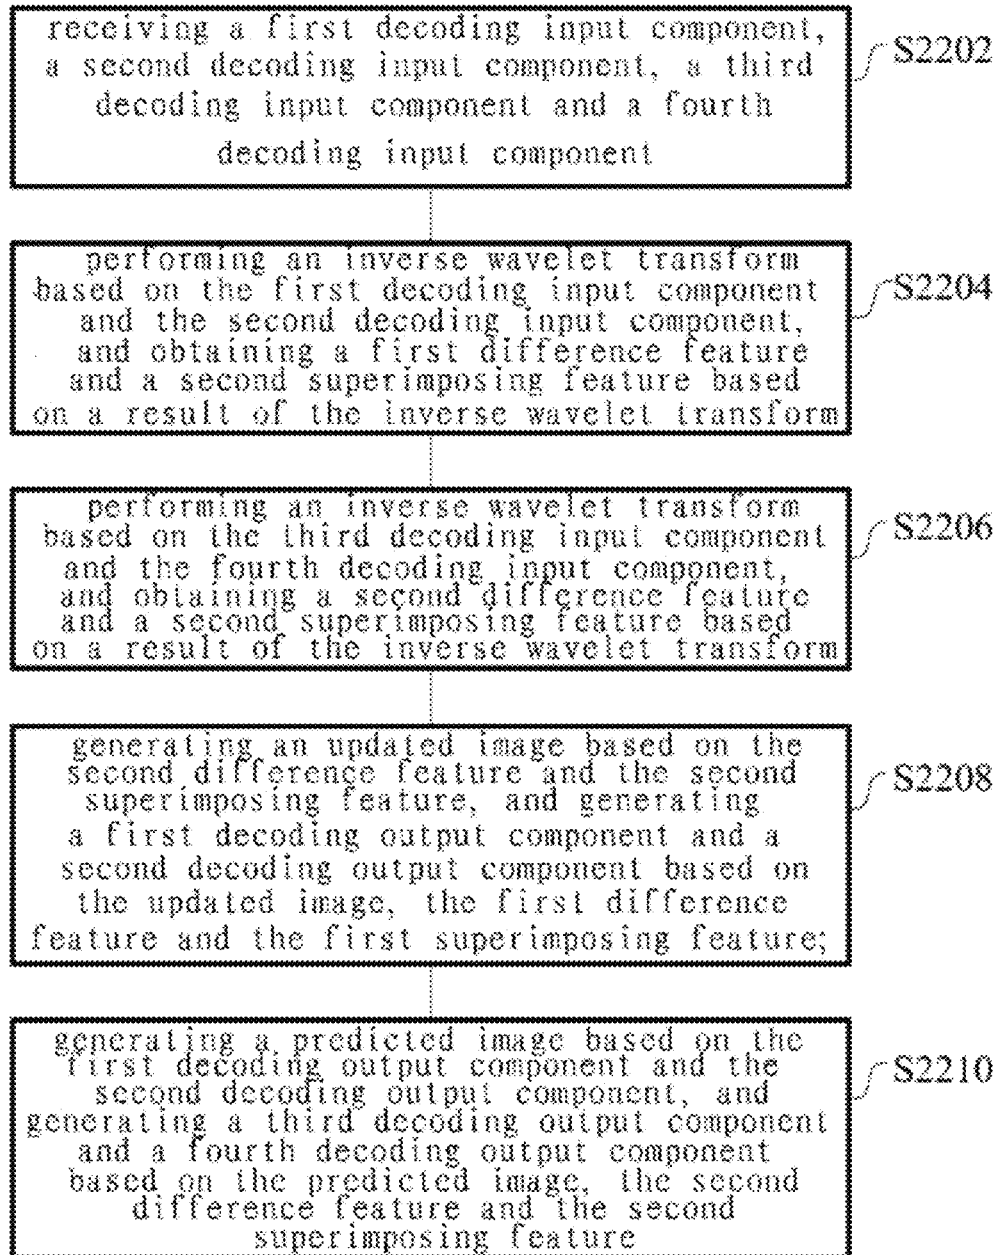 receiving a first decoding input component,
a second decoding input component, a third
decoding input component and a fourth
decoding input component
S2202
performing an inverse wavelet transform
based on the first decoding input component
and the second decoding input component,
and obtaining a first difference feature
and a second superimposing feature based
on a result of the inverse wavelet transform
S2204
performing an inverse wavelet transform
based on the third decoding input component
and the fourth decoding input component,
and obtaining a second difference feature
and a second superimposing feature based
on a result of the inverse wavelet transform
S2206
generating an updated image based on the
second difference feature and the second
superimposing feature, and generating
a first decoding output component and a
second decoding output component based on
the updated image, the first difference
feature and the first superimposing feature;
S2208
generating a predicted image based on the
first decoding output component and the
second decoding output component, and
generating a third decoding output component
and a fourth decoding output component
based on the predicted image, the second
difference feature and the second
superimposing feature
S2210